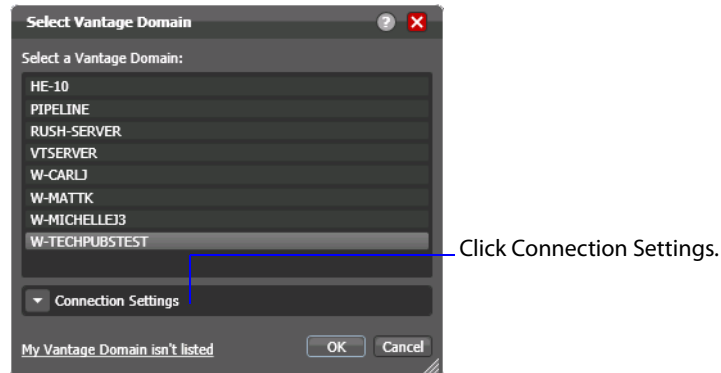 Select Vantage Domain
?
Select a Vantage Domain:
HE-10
PIPELINE
RUSH-SERVER
VTSERVER
W-CARLJ
W-MATTK
W-MICHELLEJ3
W-TECHPUBSTEST
Click Connection Settings.
Connection Settings
My Vantage Domain isn't listed
OK Cancel